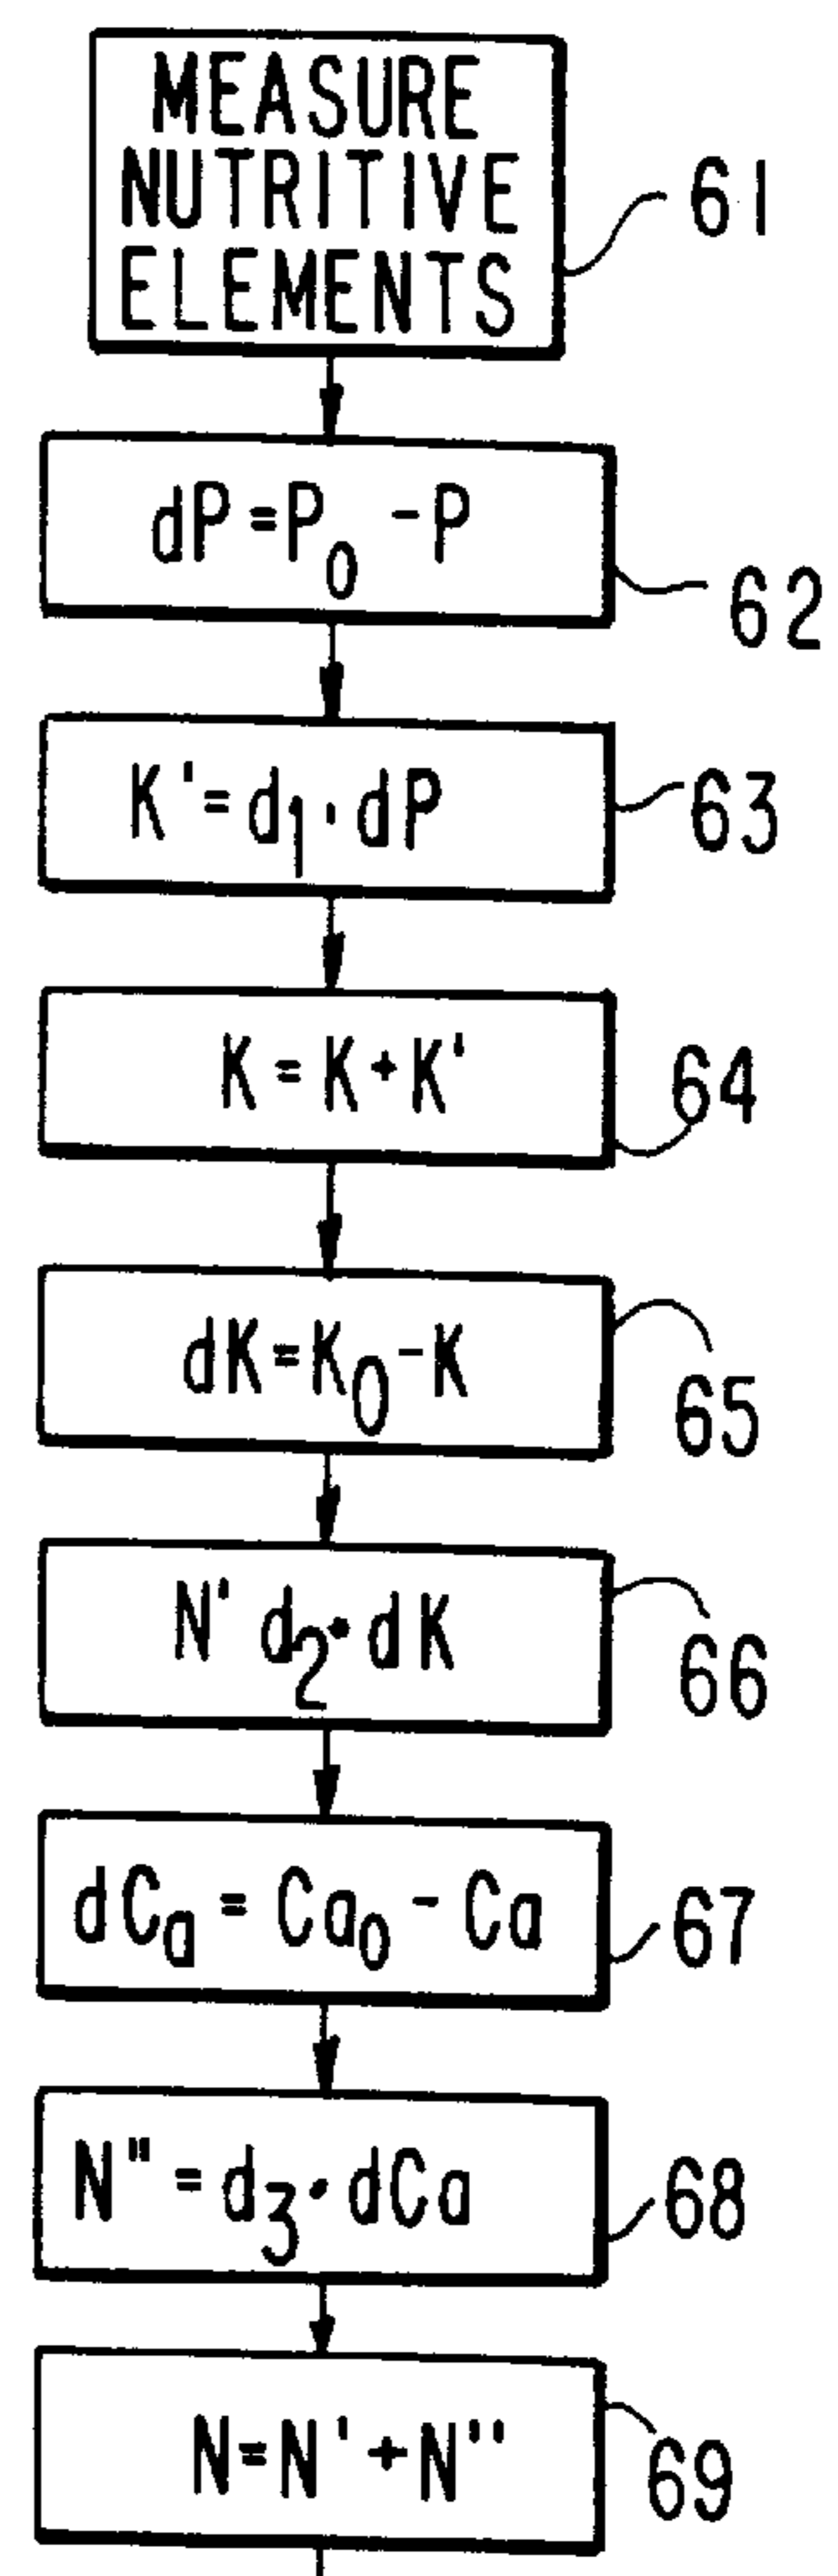 MEASURE
NUTRITIVE
ELEMENTS
61
dP=P₀-P
62
K'=d₁·dP
63
K=K+K'
64
dK=K₀-K
65
N' d₂·dK
66
dCₐ=Ca₀-Ca
67
N"=d₃·dCa
68
N=N'+N''
69